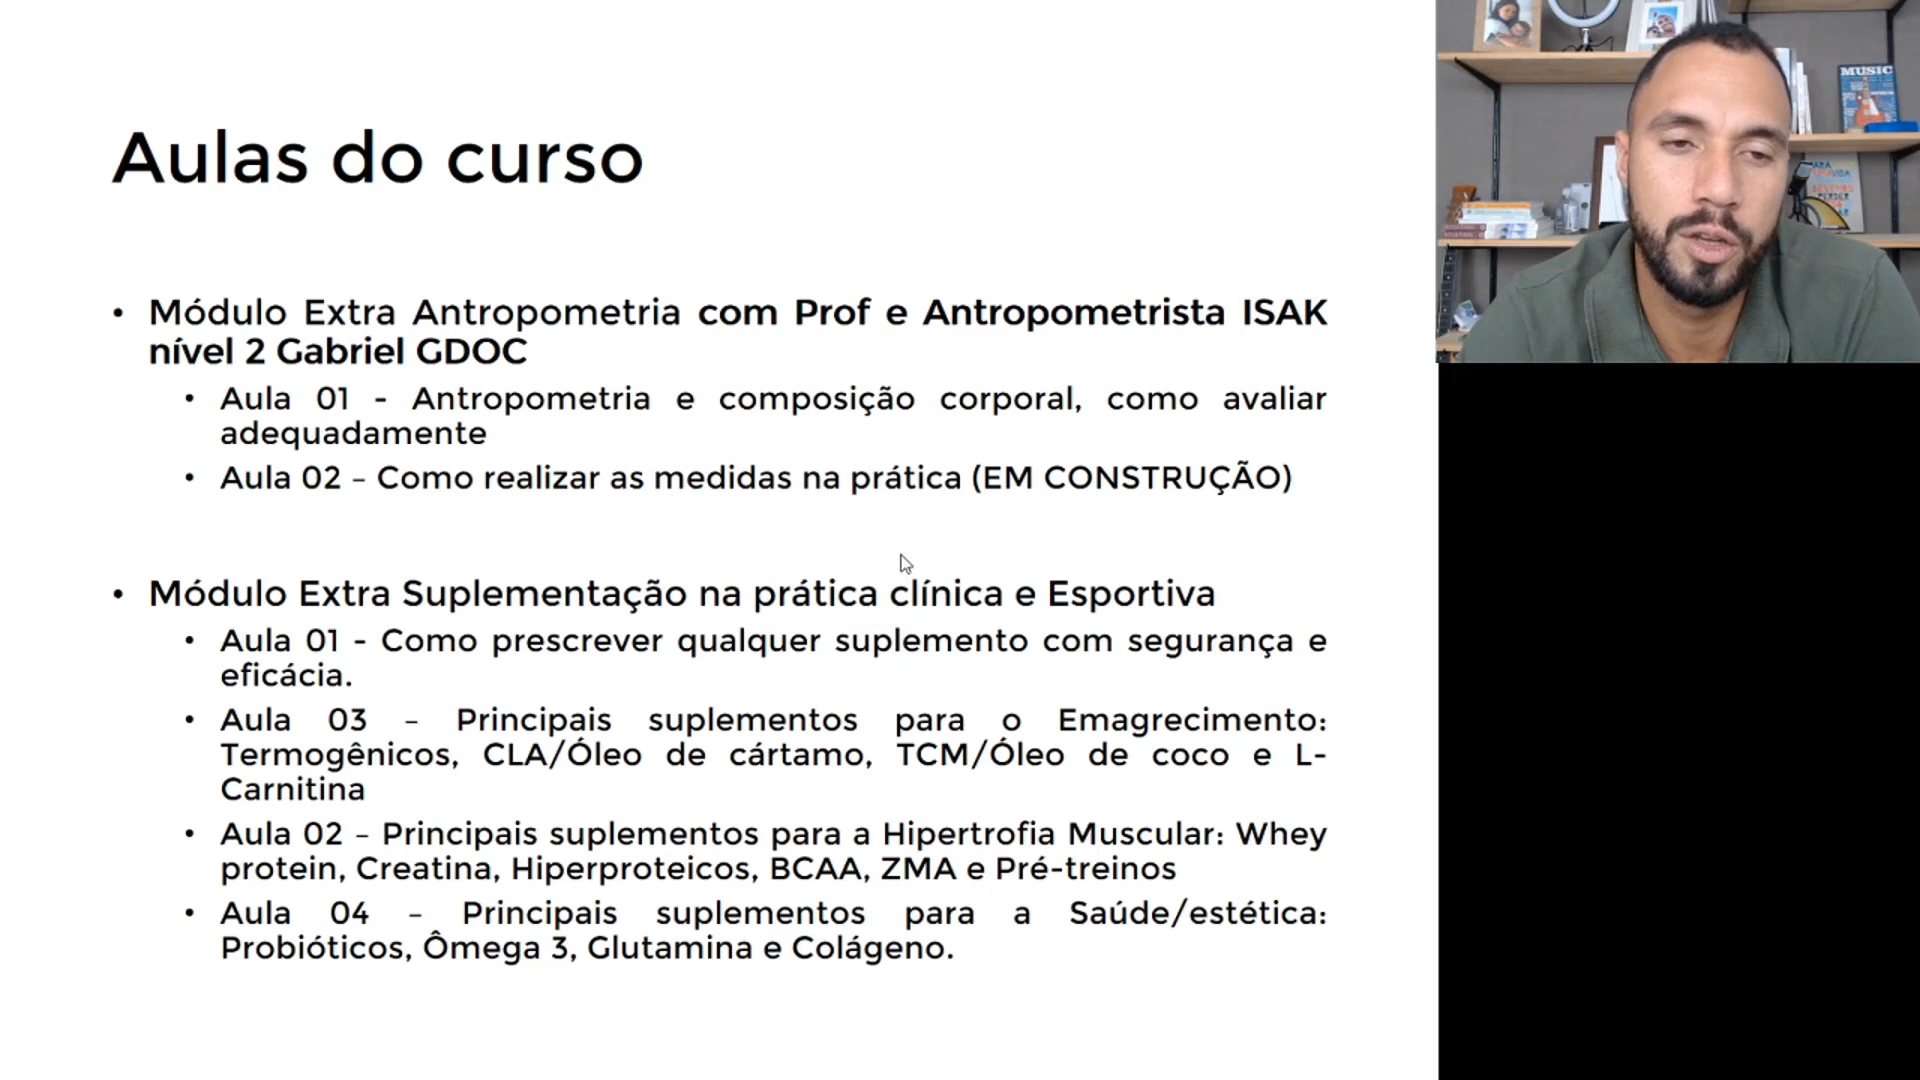 Aulas do curso
• Módulo Extra Antropometria com Prof e Antropometrista ISAK
nível 2 Gabriel GDOC
• Aula 01 - Antropometria e composição corporal, como avaliar
adequadamente
• Aula 02 – Como realizar as medidas na prática (EM CONSTRUÇÃO)
• Módulo Extra Suplementação na prática clínica e Esportiva
• Aula 01 - Como prescrever qualquer suplemento com segurança e
eficácia.
• Aula 03 – Principais suplementos para o Emagrecimento:
Termogênicos, CLA/Óleo de cártamo, TCM/Óleo de coco e L-
Carnitina
• Aula 02 – Principais suplementos para a Hipertrofia Muscular: Whey
protein, Creatina, Hiperproteicos, BCAA, ZMA e Pré-treinos
• Aula 04 – Principais suplementos para a Saúde/estética:
Probióticos, Ômega 3, Glutamina e Colágeno.
MUSIC
PERDER